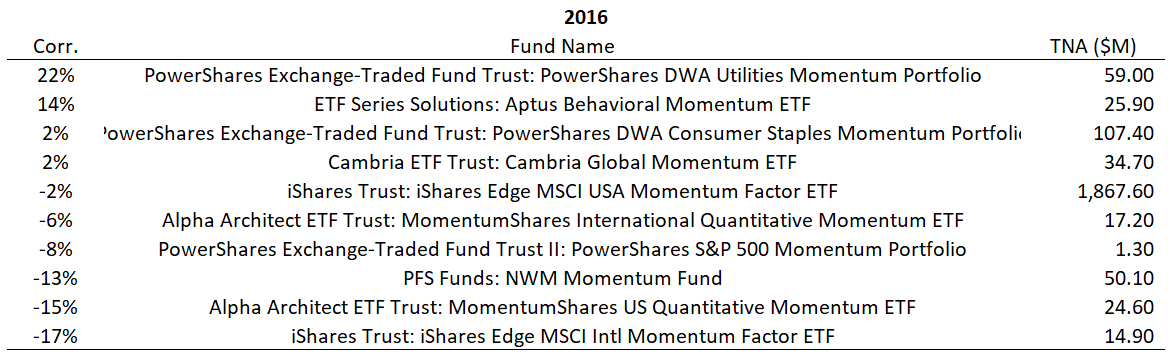 2016
Corr. Fund Name TNA ($M)
22% PowerShares Exchange-Traded Fund Trust: PowerShares DWA Utilities Momentum Portfolio 59.00
14% ETF Series Solutions: Aptus Behavioral Momentum ETF 25.90
2% PowerShares Exchange-Traded Fund Trust: PowerShares DWA Consumer Staples Momentum Portfolio 107.40
2% Cambria ETF Trust: Cambria Global Momentum ETF 34.70
-2% iShares Trust: iShares Edge MSCI USA Momentum Factor ETF 1,867.60
-6% Alpha Architect ETF Trust: MomentumShares International Quantitative Momentum ETF 17.20
-8% PowerShares Exchange-Traded Fund Trust II: PowerShares S&P 500 Momentum Portfolio 1.30
-13% PFS Funds: NWM Momentum Fund 50.10
-15% Alpha Architect ETF Trust: MomentumShares US Quantitative Momentum ETF 24.60
-17% iShares Trust: iShares Edge MSCI Intl Momentum Factor ETF 14.90